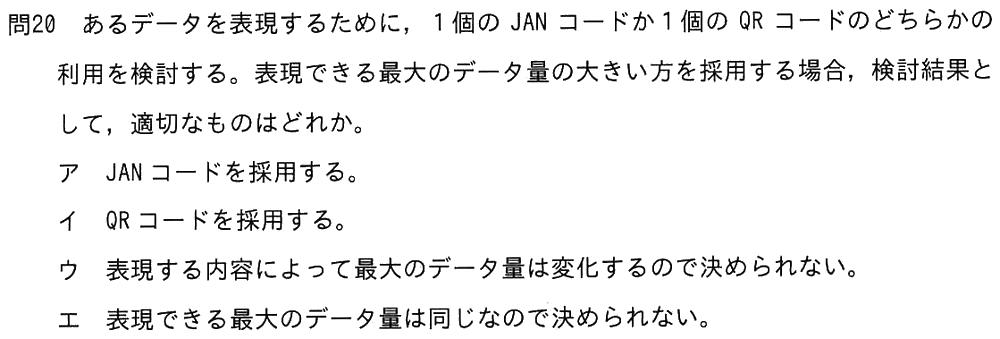 問20　あるデータを表現するために，1個の JAN コードか1個の QR コードのどちらかの
利用を検討する。表現できる最大のデータ量の大きい方を採用する場合，検討結果と
して，適切なものはどれか。
ア　JAN コードを採用する。
イ　QR コードを採用する。
ウ　表現する内容によって最大のデータ量は変化するので決められない。
エ　表現できる最大のデータ量は同じなので決められない。